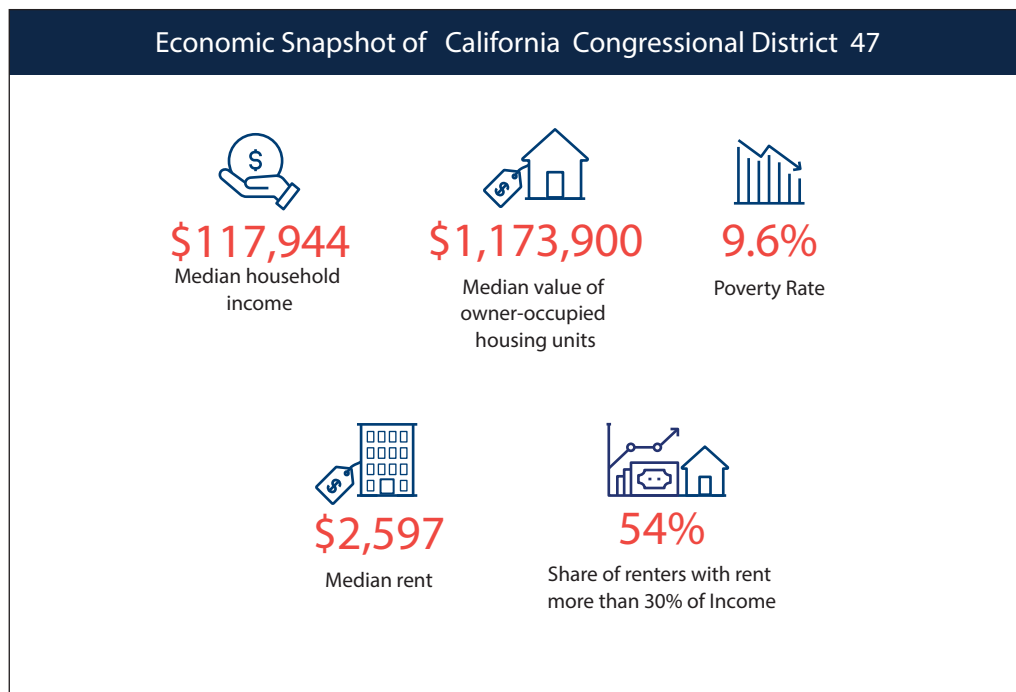 Economic Snapshot of California Congressional District 47
$
$117,944
Median household
income
$
$1,173,900
Median value of
owner-occupied
housing units
9.6%
Poverty Rate
$
$2,597
Median rent
54%
Share of renters with rent
more than 30% of Income